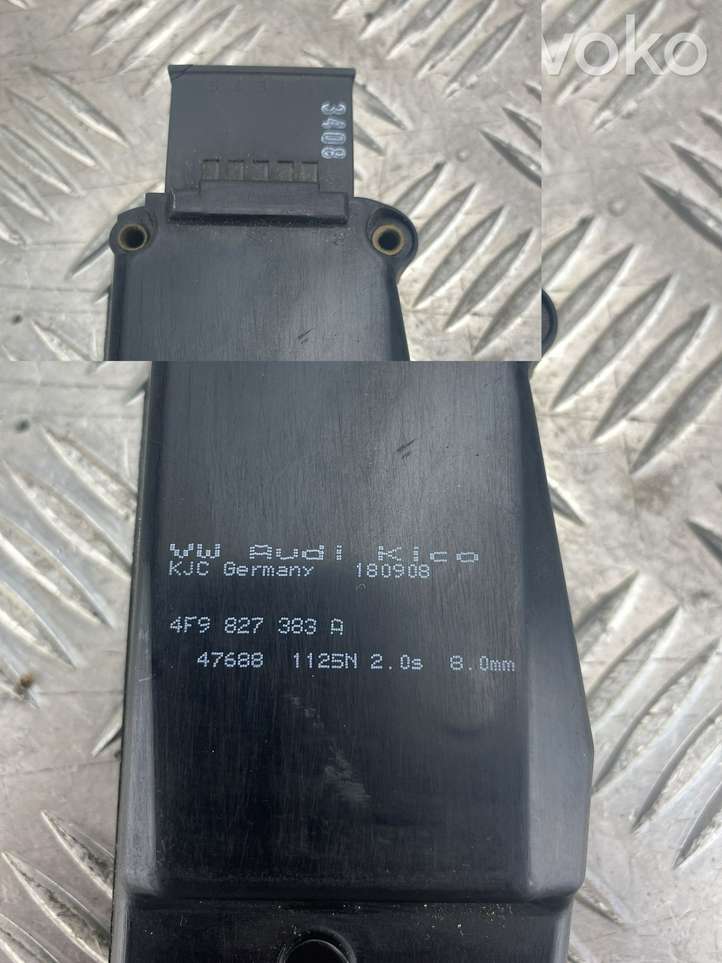 voko
3408
VW Audi Kico
KJC Germany 180908
4F9 827 383 A
47688 1125N 2.0s 8.0mm